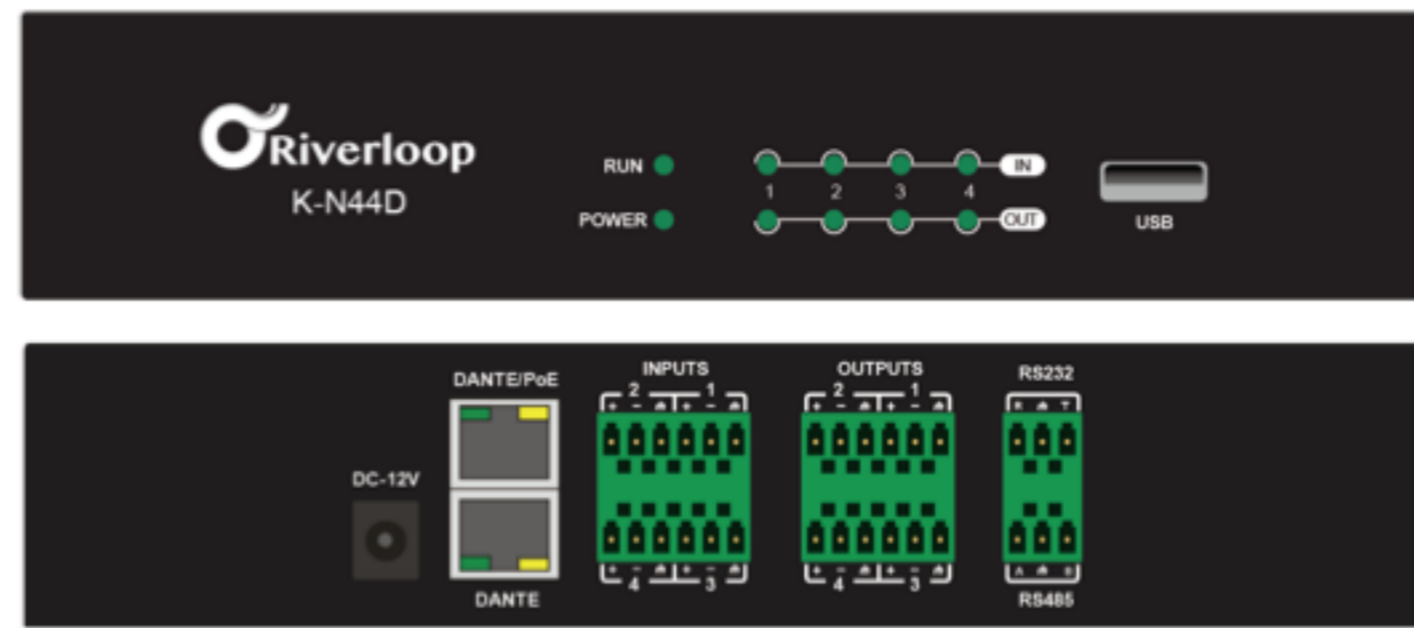 Riverloop
K-N44D
RUN
IN
1 2 3 4
POWER
OUT
USB
INPUTS
OUTPUTS
RS232
DANTE/PoE
2 1
2 1
+ - + -
+ - + -
R T
DC-12V
+ - + -
+ - + -
A B
4 3
4 3
DANTE
RS485